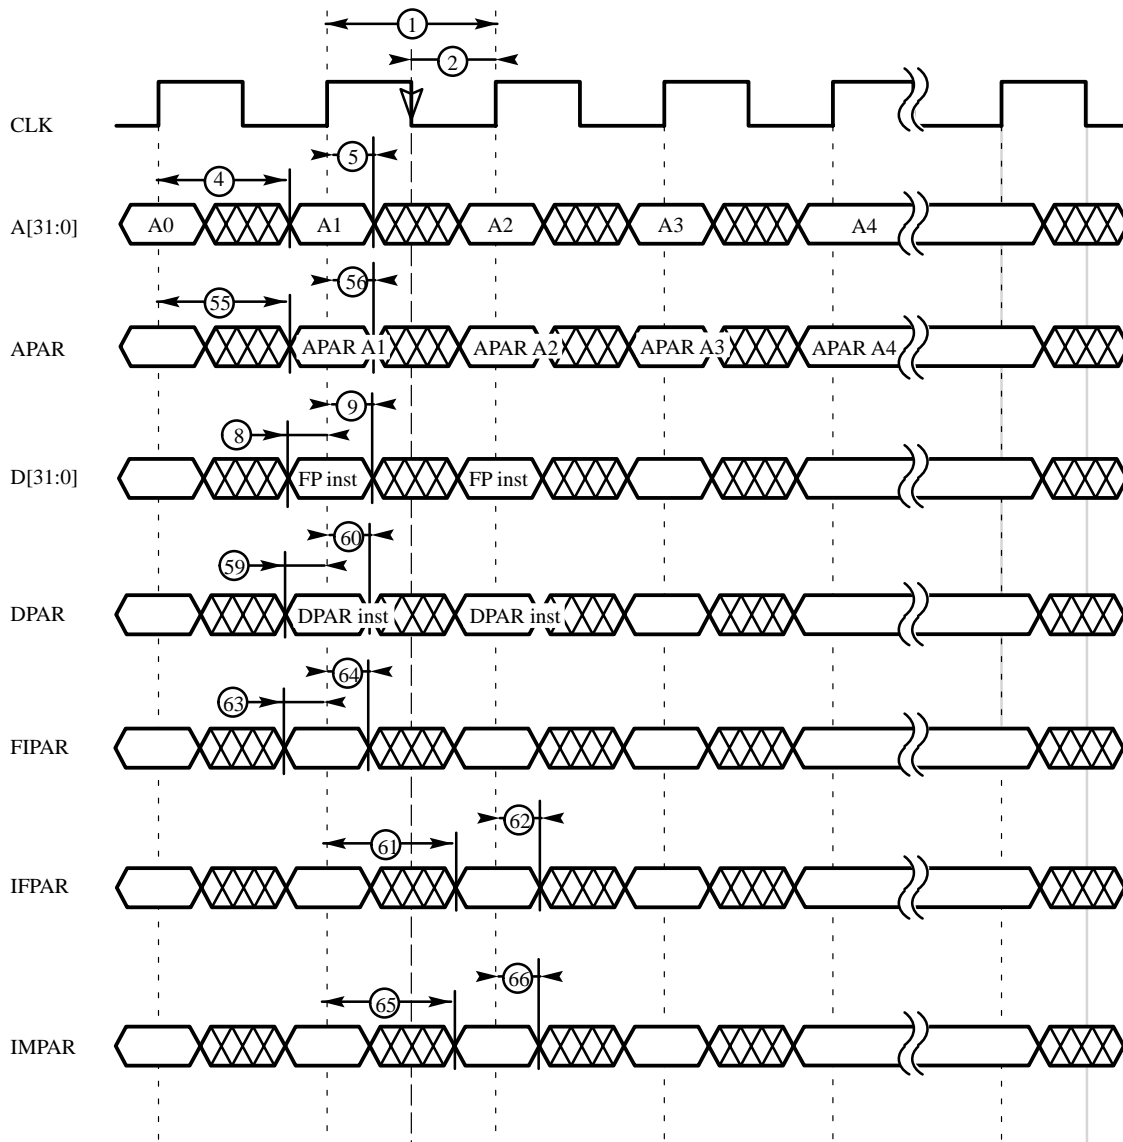 1
2
CLK
5
4
A[31:0]
A0
A1
A2
A3
A4
56
55
APAR
APAR A1
APAR A2
APAR A3
APAR A4
9
8
D[31:0]
FP inst
FP inst
60
59
DPAR
DPAR inst
DPAR inst
64
63
FIPAR
62
61
IFPAR
66
65
IMPAR